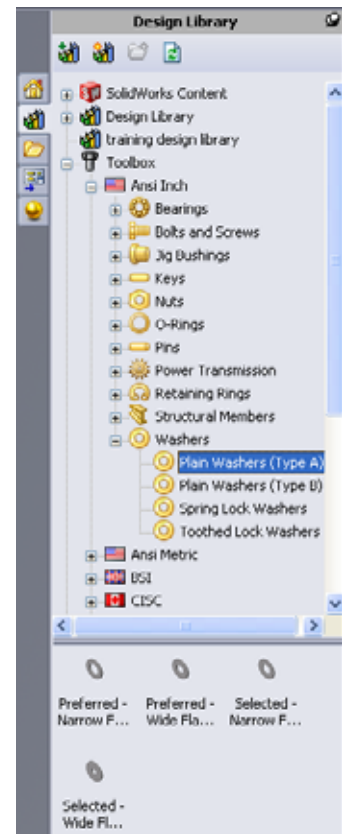 Design Library
SolidWorks Content
Design Library
training design library
Toolbox
Ansi Inch
Bearings
Bolts and Screws
Jig Bushings
Keys
Nuts
O-Rings
Pins
Power Transmission
Retaining Rings
Structural Members
Washers
Plain Washers (Type A)
Plain Washers (Type B)
Spring Lock Washers
Toothed Lock Washers
Ansi Metric
BSI
CISC
Preferred - Preferred - Selected -
Narrow F... Wide Fla... Narrow F...
Selected -
Wide Fl...